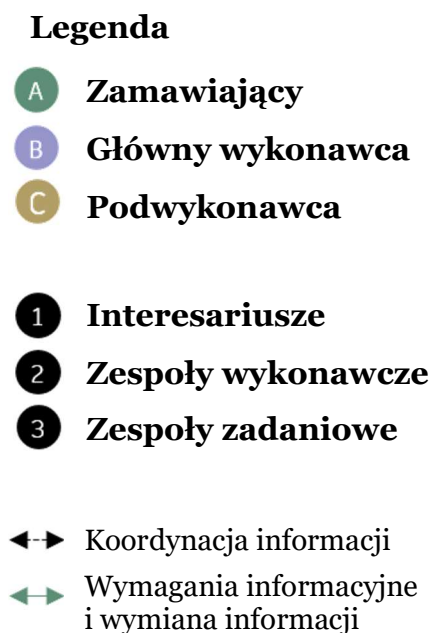 Legenda
A Zamawiający
B Główny wykonawca
C Podwykonawca
1 Interesariusze
2 Zespoły wykonawcze
3 Zespoły zadaniowe
Koordynacja informacji
Wymagania informacyjne
i wymiana informacji